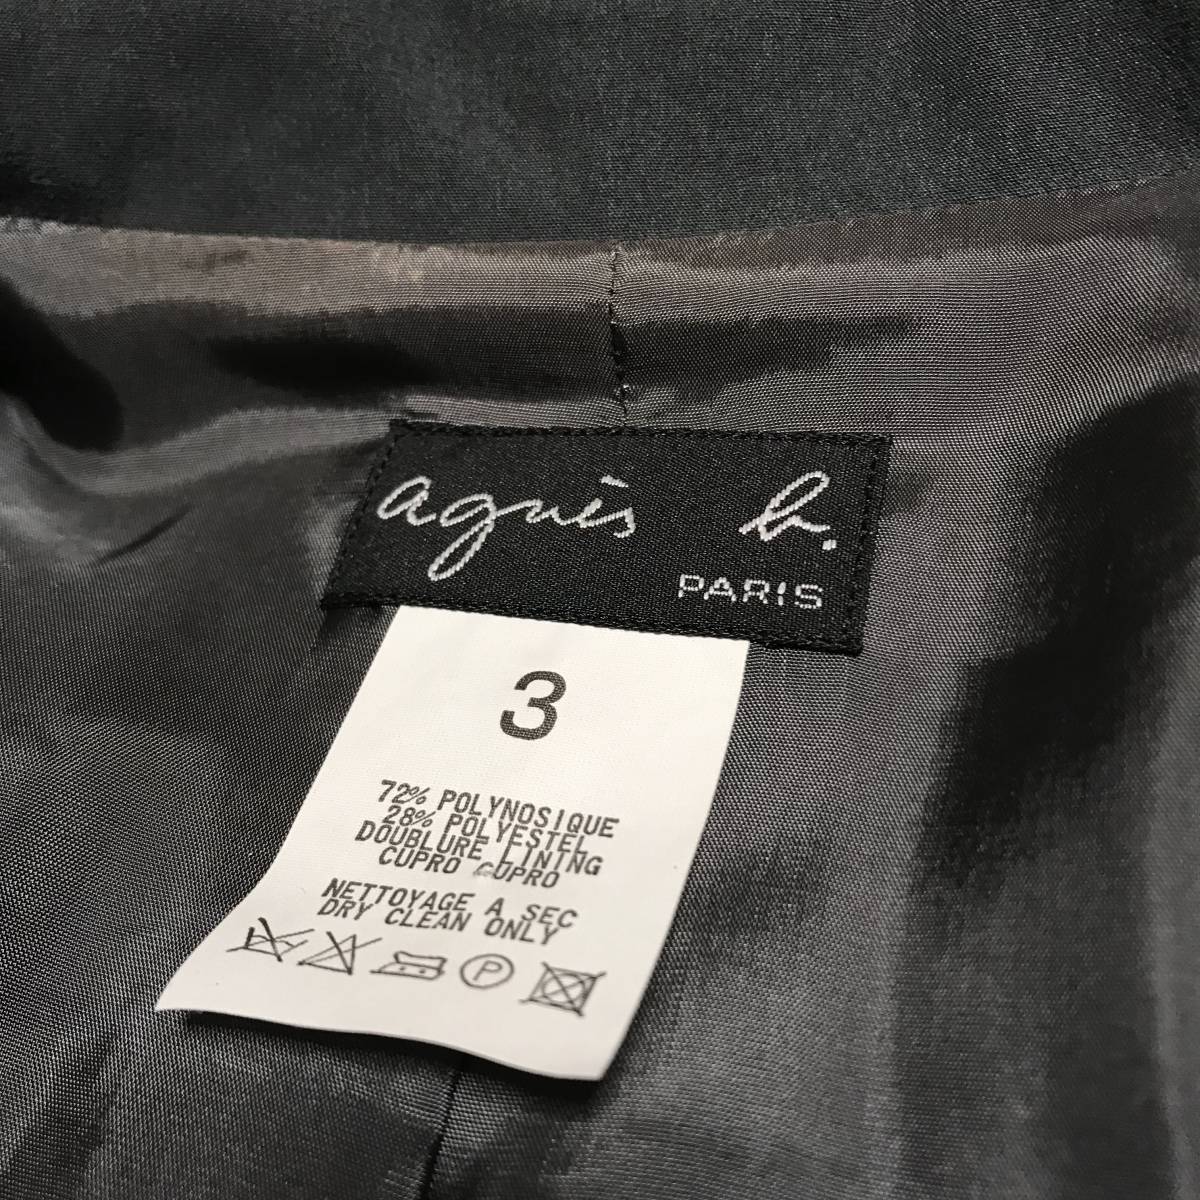 agnès b.
PARIS
3
72% POLYNOSIQUE
28% POLYESTEL
DOUBLURE LINING
CUPRO CUPRO
NETTOYAGE A SEC
DRY CLEAN ONLY
P